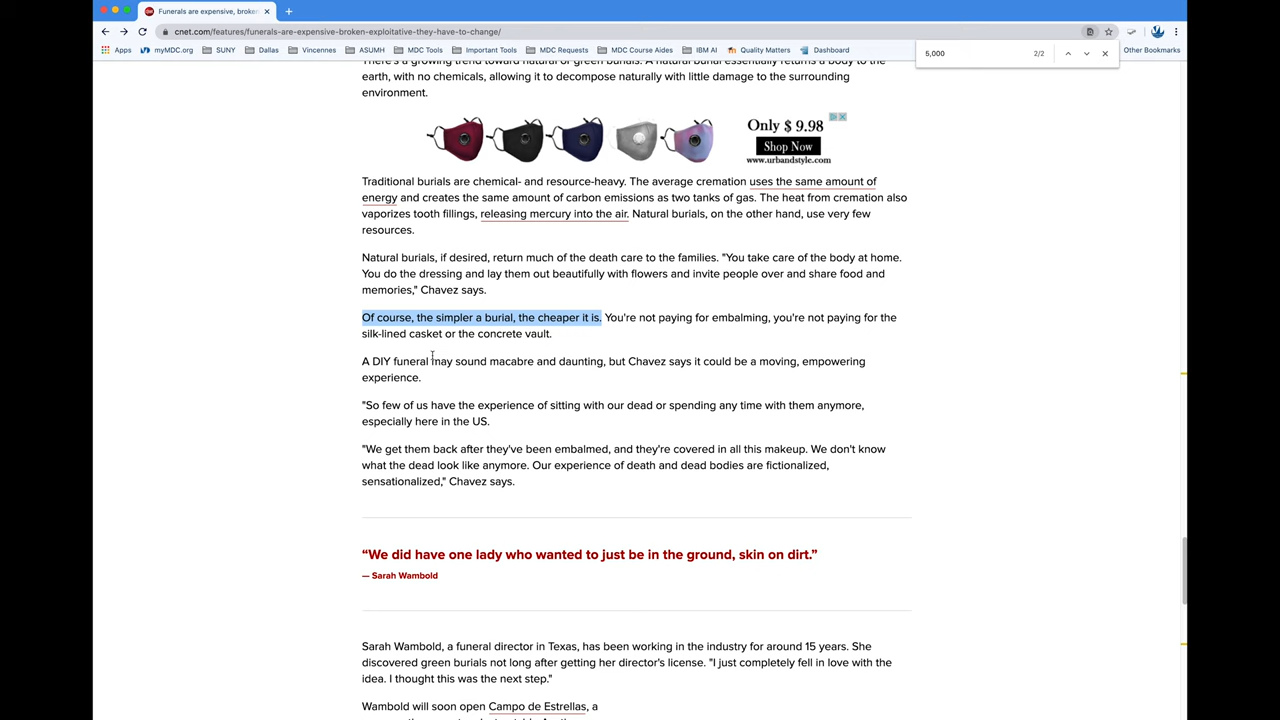 Funerals are expensive, broken
cnet.com/features/funerals-are-expensive-broken-exploitative-they-have-to-change/
Apps myMDC.org SUNY Dallas Vincennes ASUMH MDC Tools Important Tools MDC Requests MDC Course Aides IBM AI Quality Matters Dashboard Other Bookmarks
5,000 2/2
There's a growing trend toward natural or green burials. A natural burial essentially returns a body to the
earth, with no chemicals, allowing it to decompose naturally with little damage to the surrounding
environment.
Only $ 9.98
Shop Now
www.urbandstyle.com
Traditional burials are chemical- and resource-heavy. The average cremation uses the same amount of
energy and creates the same amount of carbon emissions as two tanks of gas. The heat from cremation also
vaporizes tooth fillings, releasing mercury into the air. Natural burials, on the other hand, use very few
resources.
Natural burials, if desired, return much of the death care to the families. "You take care of the body at home.
You do the dressing and lay them out beautifully with flowers and invite people over and share food and
memories," Chavez says.
Of course, the simpler a burial, the cheaper it is. You're not paying for embalming, you're not paying for the
silk-lined casket or the concrete vault.
A DIY funeral may sound macabre and daunting, but Chavez says it could be a moving, empowering
experience.
"So few of us have the experience of sitting with our dead or spending any time with them anymore,
especially here in the US.
"We get them back after they've been embalmed, and they're covered in all this makeup. We don't know
what the dead look like anymore. Our experience of death and dead bodies are fictionalized,
sensationalized," Chavez says.
“We did have one lady who wanted to just be in the ground, skin on dirt.”
— Sarah Wambold
Sarah Wambold, a funeral director in Texas, has been working in the industry for around 15 years. She
discovered green burials not long after getting her director's license. "I just completely fell in love with the
idea. I thought this was the next step."
Wambold will soon open Campo de Estrellas, a